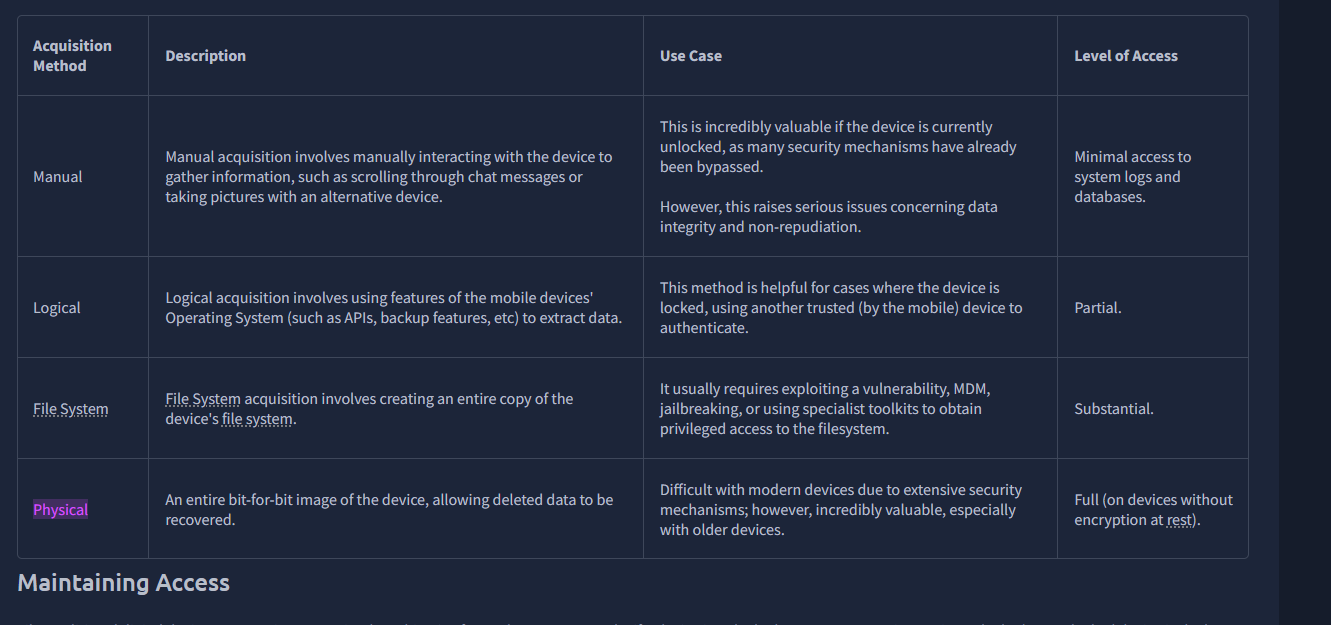 Acquisition
Method
Description
Use Case
Level of Access
Manual
Manual acquisition involves manually interacting with the device to
gather information, such as scrolling through chat messages or
taking pictures with an alternative device.
This is incredibly valuable if the device is currently
unlocked, as many security mechanisms have already
been bypassed.
However, this raises serious issues concerning data
integrity and non-repudiation.
Minimal access to
system logs and
databases.
Logical
Logical acquisition involves using features of the mobile devices'
Operating System (such as APIs, backup features, etc) to extract data.
This method is helpful for cases where the device is
locked, using another trusted (by the mobile) device to
authenticate.
Partial.
File System
File System acquisition involves creating an entire copy of the
device's file system.
It usually requires exploiting a vulnerability, MDM,
jailbreaking, or using specialist toolkits to obtain
privileged access to the filesystem.
Substantial.
Physical
An entire bit-for-bit image of the device, allowing deleted data to be
recovered.
Difficult with modern devices due to extensive security
mechanisms; however, incredibly valuable, especially
with older devices.
Full (on devices without
encryption at rest).
Maintaining Access